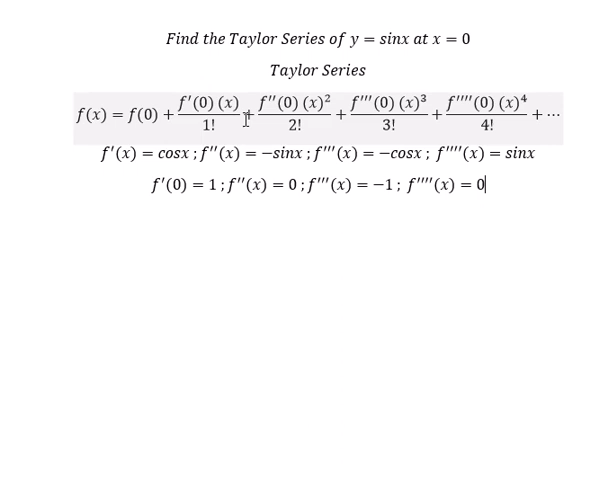 Find the Taylor Series of y = sinx at x = 0
Taylor Series
f(x) = f(0) + f'(0) (x)/1! + f''(0) (x)²/2! + f'''(0) (x)³/3! + f''''(0) (x)⁴/4! + ⋯
f'(x) = cosx ; f''(x) = −sinx ; f'''(x) = −cosx ; f''''(x) = sinx
f'(0) = 1 ; f''(x) = 0 ; f'''(x) = −1 ; f''''(x) = 0